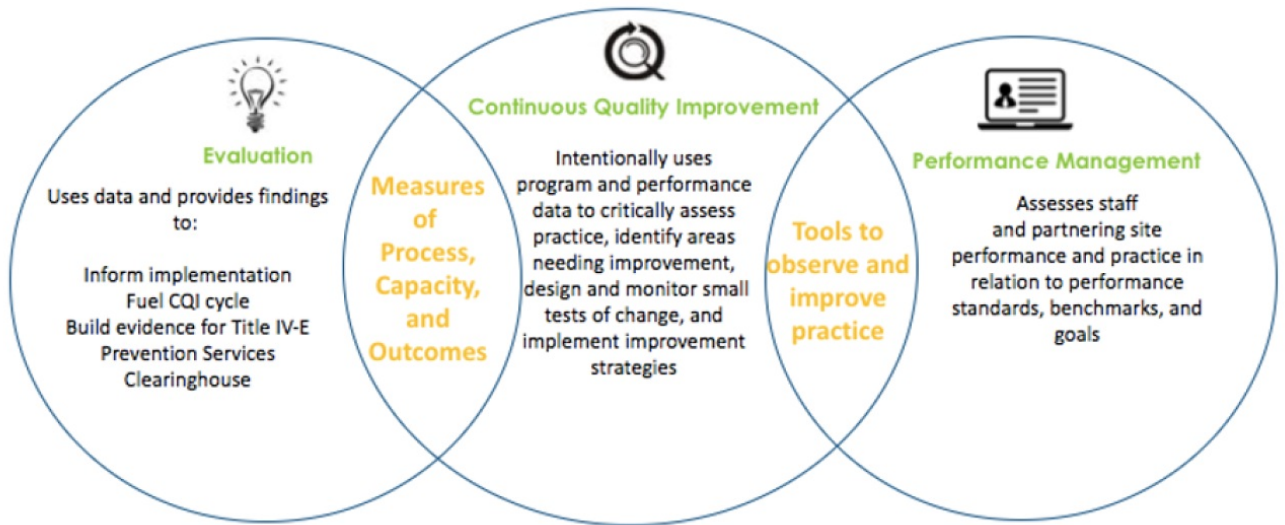 Evaluation
Uses data and provides findings
to:
Inform implementation
Fuel CQI cycle
Build evidence for Title IV-E
Prevention Services
Clearinghouse
Measures
of
Process,
Capacity,
and
Outcomes
Continuous Quality Improvement
Intentionally uses
program and performance
data to critically assess
practice, identify areas
needing improvement,
design and monitor small
tests of change, and
implement improvement
strategies
Tools to
observe and
improve
practice
Performance Management
Assesses staff
and partnering site
performance and practice in
relation to performance
standards, benchmarks, and
goals